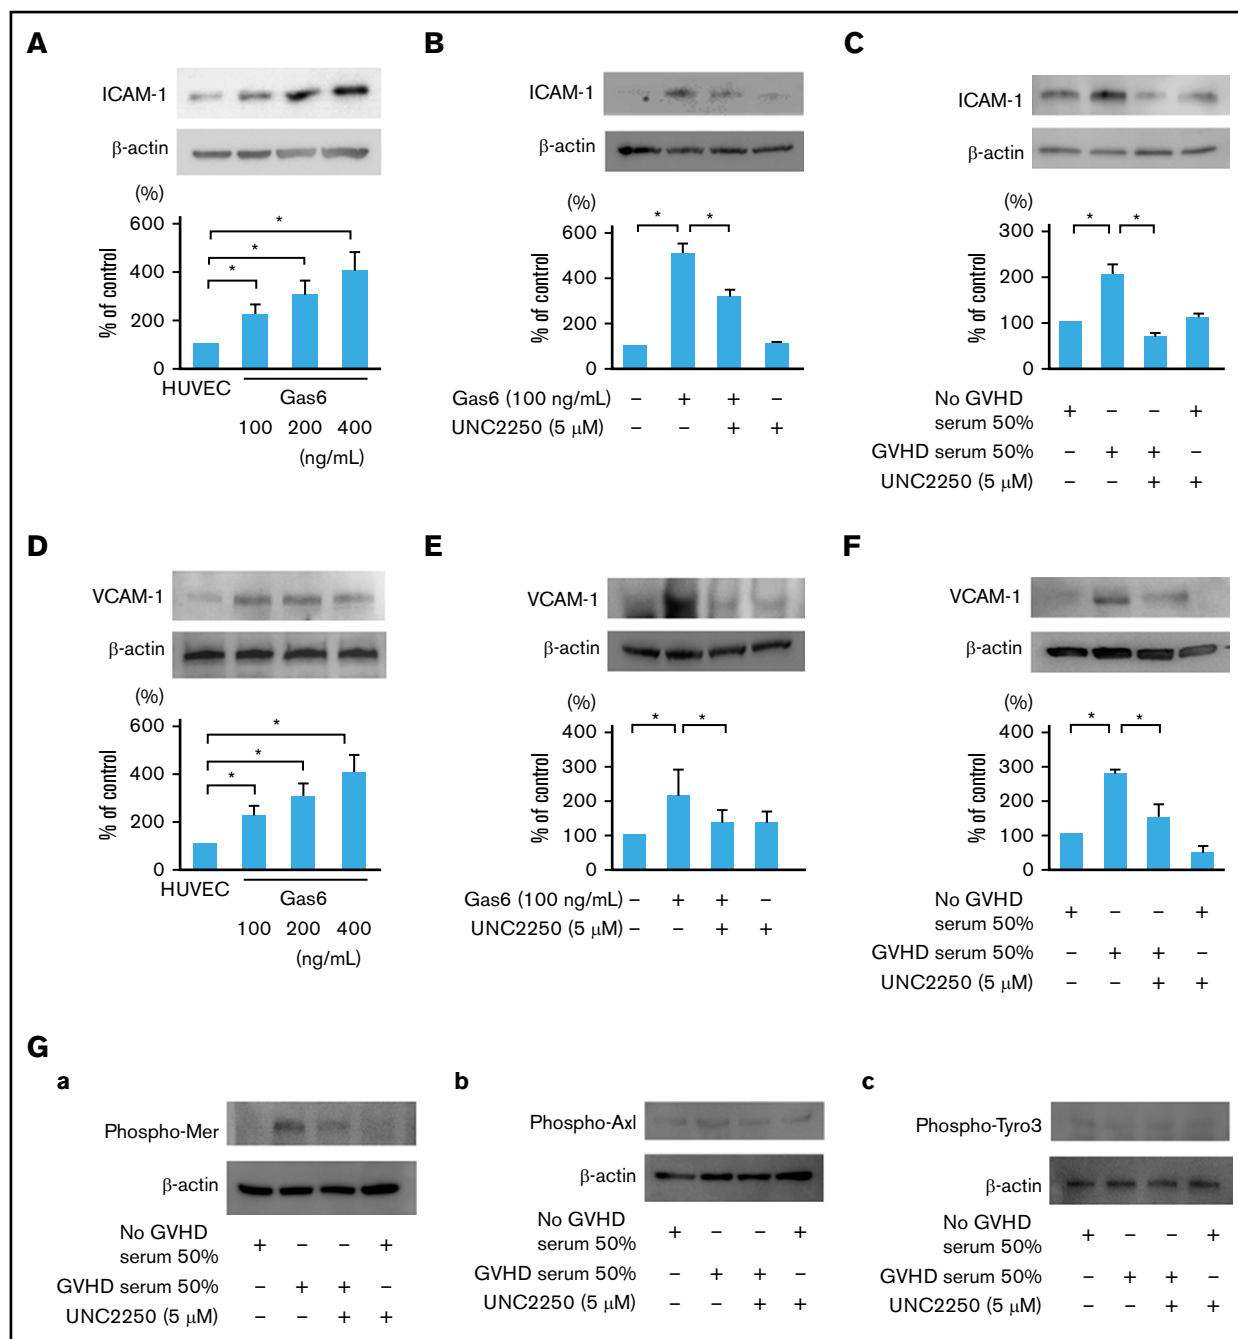 A
ICAM-1
β-actin
(%)
% of control
600
400
200
0
*
*
*
HUVEC
Gas6
100 200 400
(ng/mL)
B
ICAM-1
β-actin
(%)
% of control
600
400
200
0
* *
Gas6 (100 ng/mL) – + + –
UNC2250 (5 μM) – – + +
C
ICAM-1
β-actin
(%)
% of control
300
200
100
0
* *
No GVHD
serum 50% + – – +
GVHD serum 50% – + + –
UNC2250 (5 μM) – – + +
D
VCAM-1
β-actin
(%)
% of control
600
400
200
0
*
*
*
HUVEC
Gas6
100 200 400
(ng/mL)
E
VCAM-1
β-actin
(%)
% of control
400
300
200
100
0
* *
Gas6 (100 ng/mL) – + + –
UNC2250 (5 μM) – – + +
F
VCAM-1
β-actin
(%)
% of control
400
300
200
100
0
* *
No GVHD
serum 50% + – – +
GVHD serum 50% – + + –
UNC2250 (5 μM) – – + +
G
a
Phospho-Mer
β-actin
No GVHD
serum 50% + – – +
GVHD serum 50% – + + –
UNC2250 (5 μM) – – + +
b
Phospho-Axl
β-actin
No GVHD
serum 50% + – – +
GVHD serum 50% – + + –
UNC2250 (5 μM) – – + +
c
Phospho-Tyro3
β-actin
No GVHD
serum 50% + – – +
GVHD serum 50% – + + –
UNC2250 (5 μM) – – + +